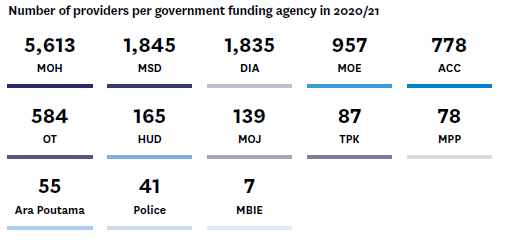 Number of providers per government funding agency in 2020/21
5,613 1,845 1,835 957 778
MOH MSD DIA MOE ACC
584 165 139 87 78
OT HUD MOJ TPK MPP
55 41 7
Ara Poutama Police MBIE